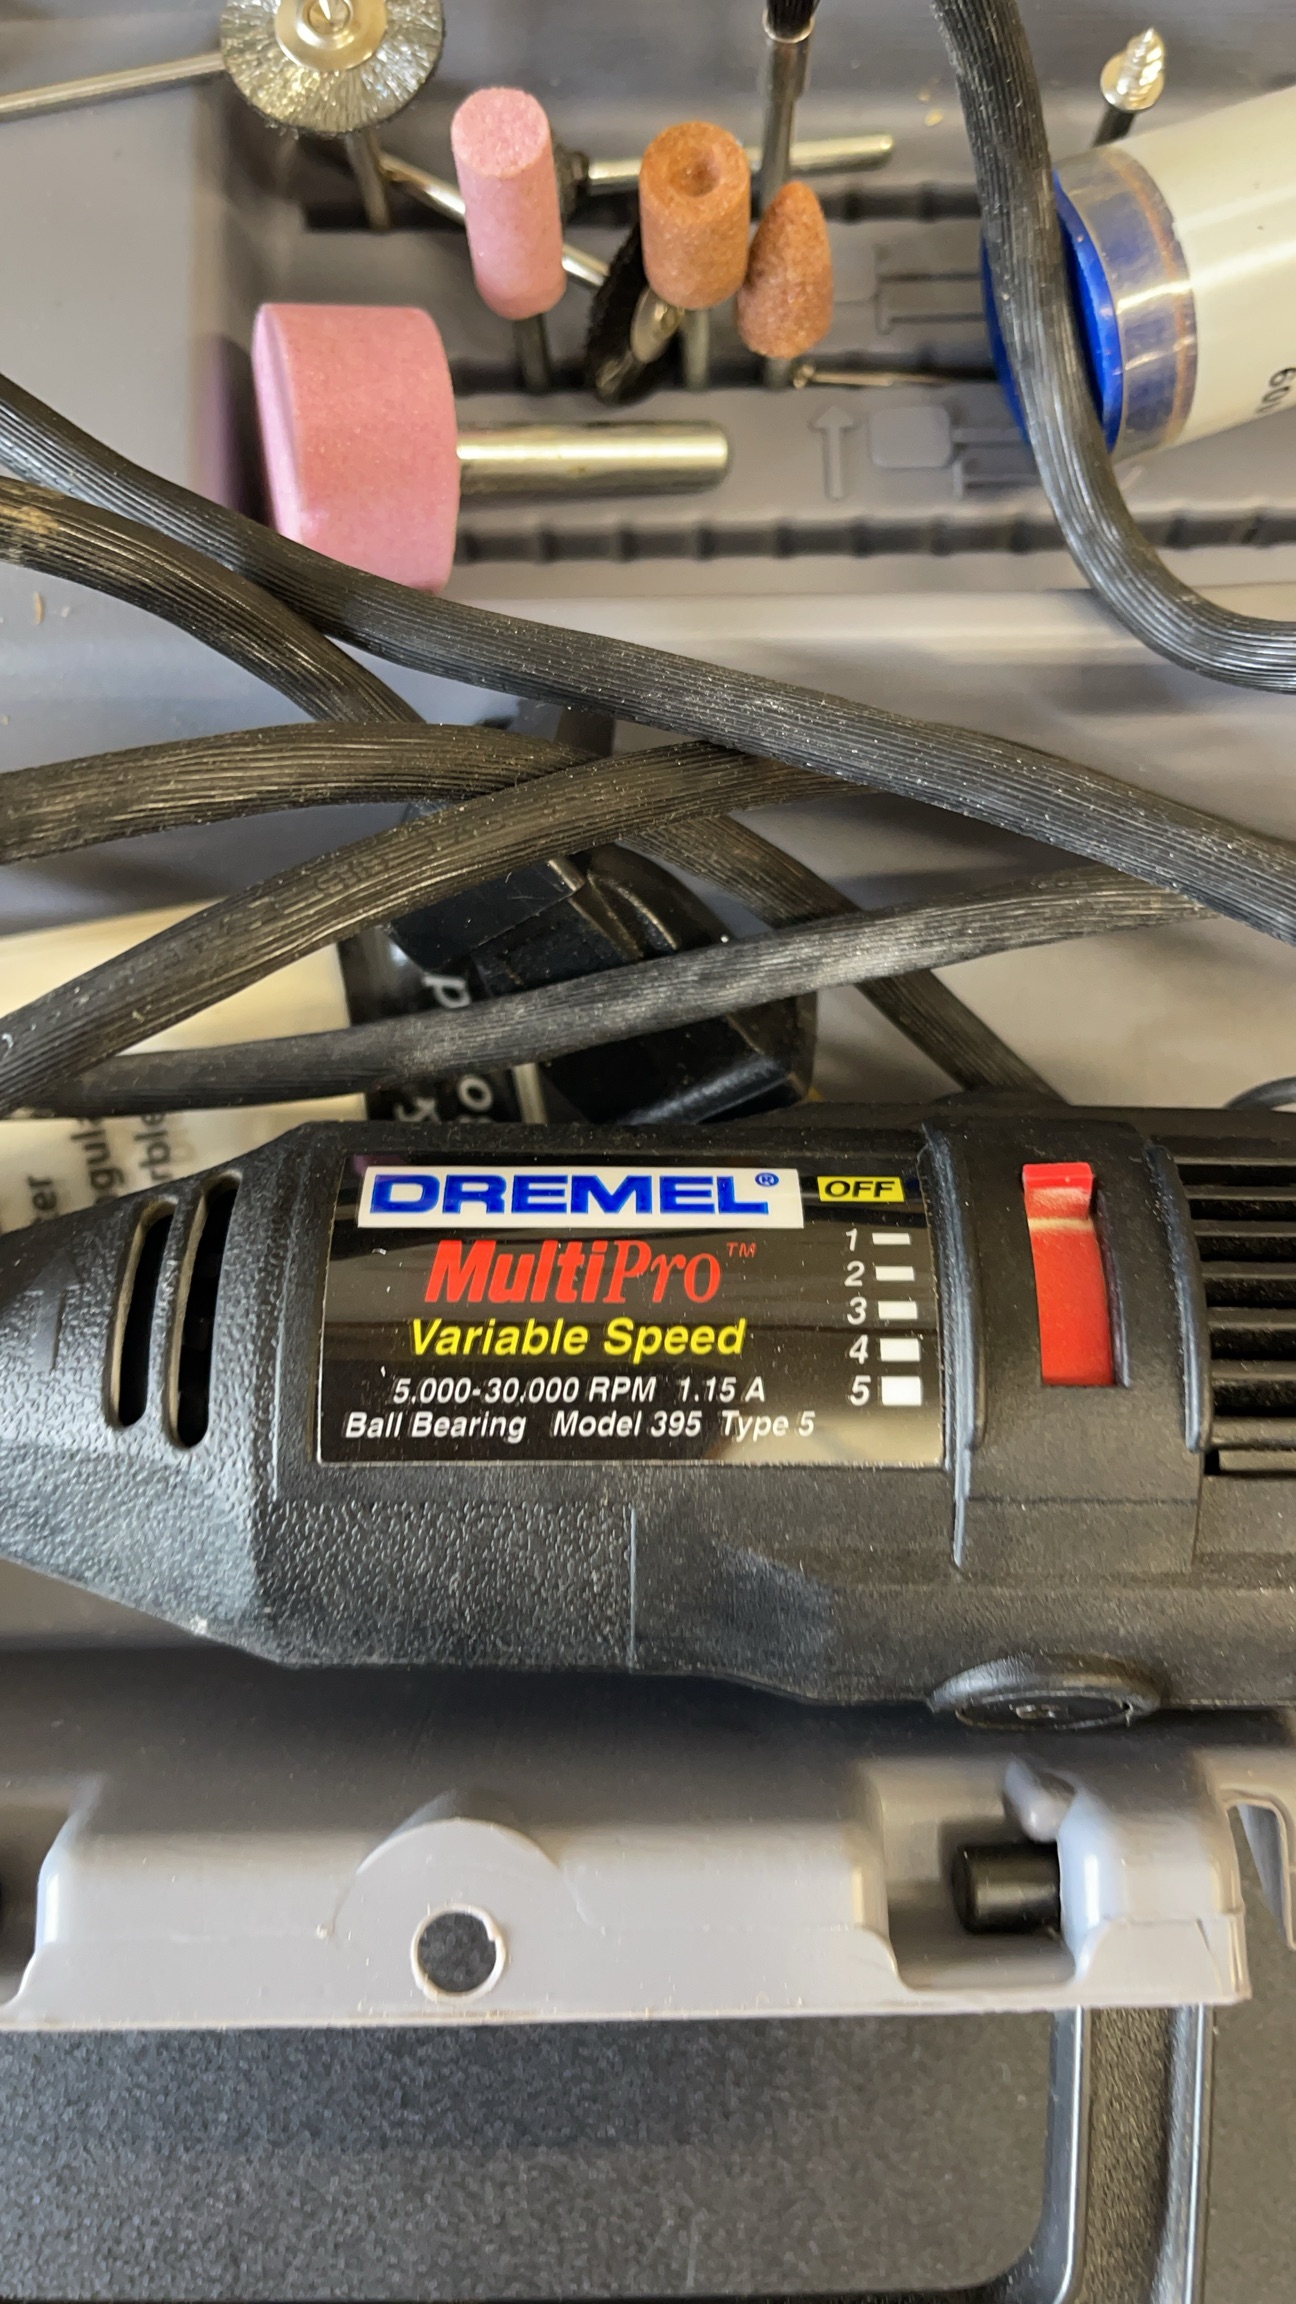 609
DREMEL®
OFF
MultiPro™
Variable Speed
5,000-30,000 RPM 1.15 A
Ball Bearing Model 395 Type 5
1
2
3
4
5